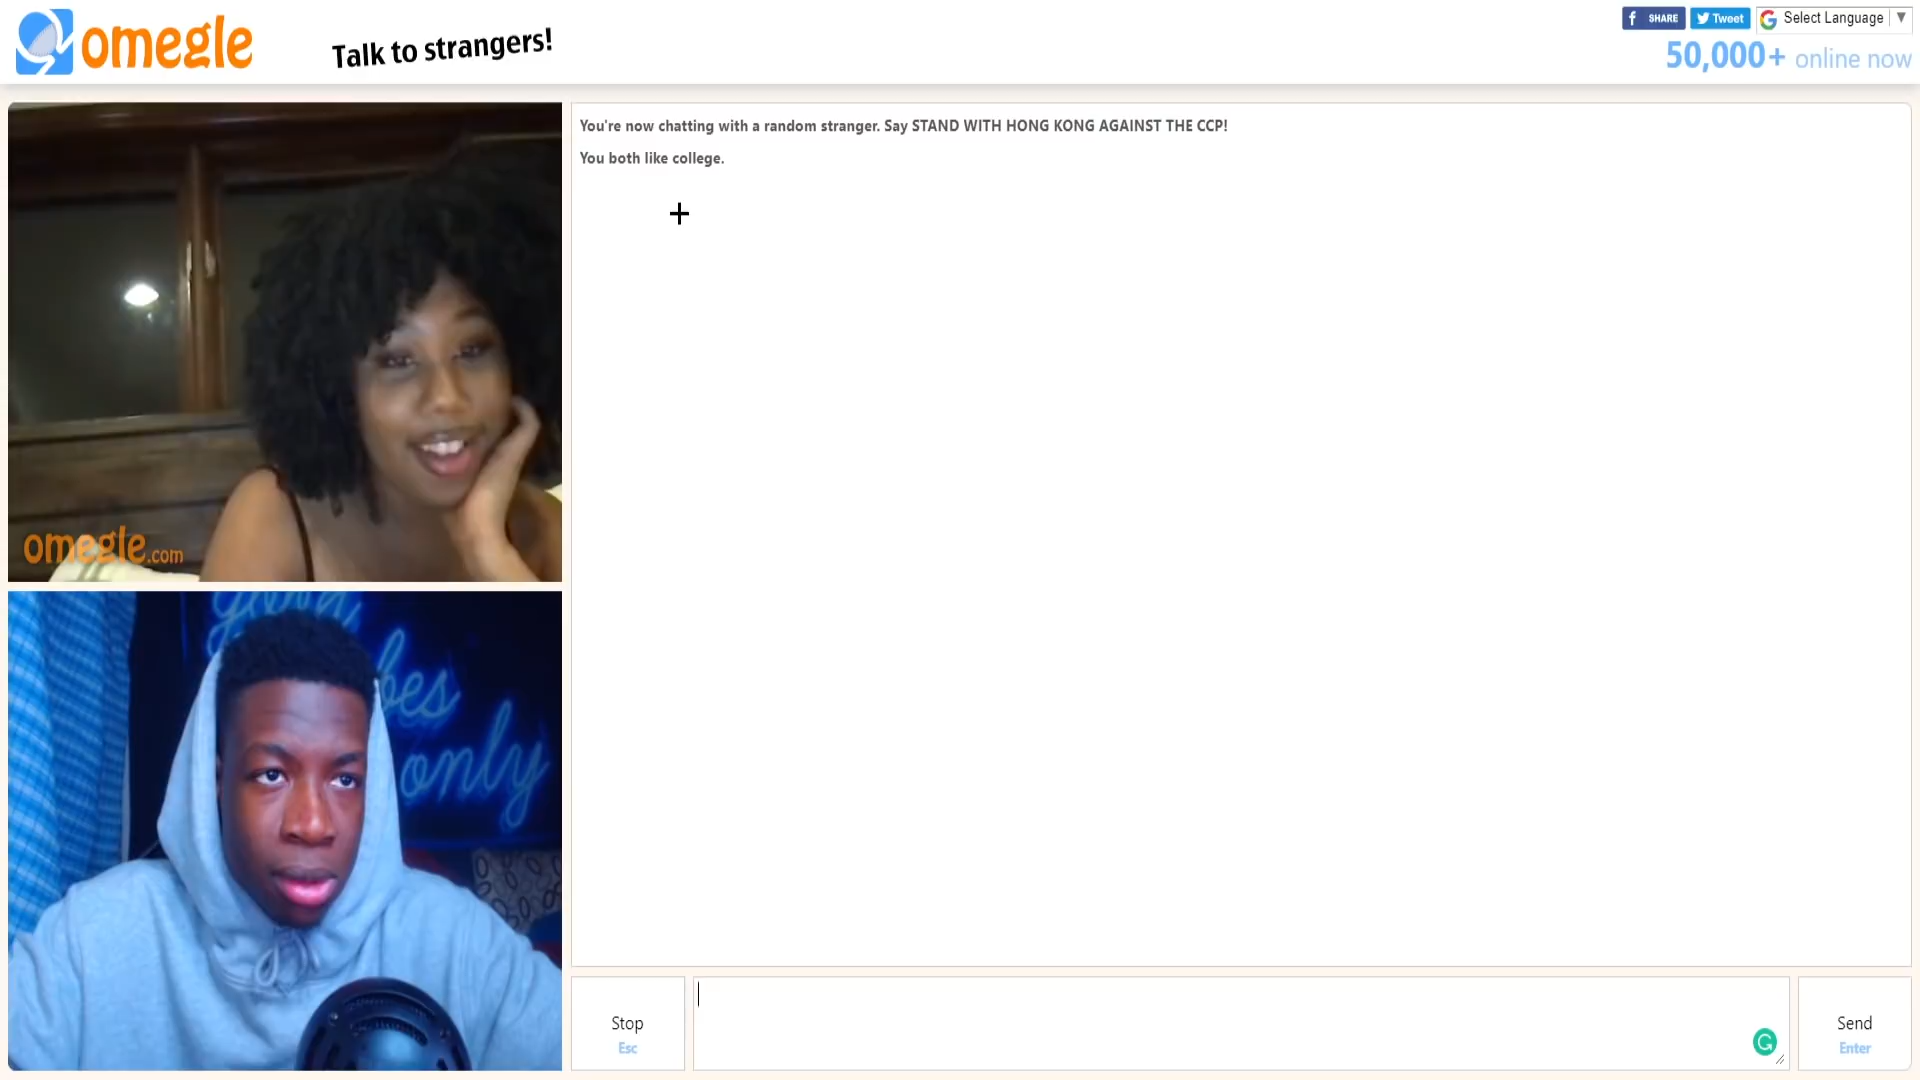 omegle
Talk to strangers!
SHARE
Tweet
Select Language
50,000+ online now
You're now chatting with a random stranger. Say STAND WITH HONG KONG AGAINST THE CCP!
You both like college.
omegle.com
only
Stop
Esc
Send
Enter